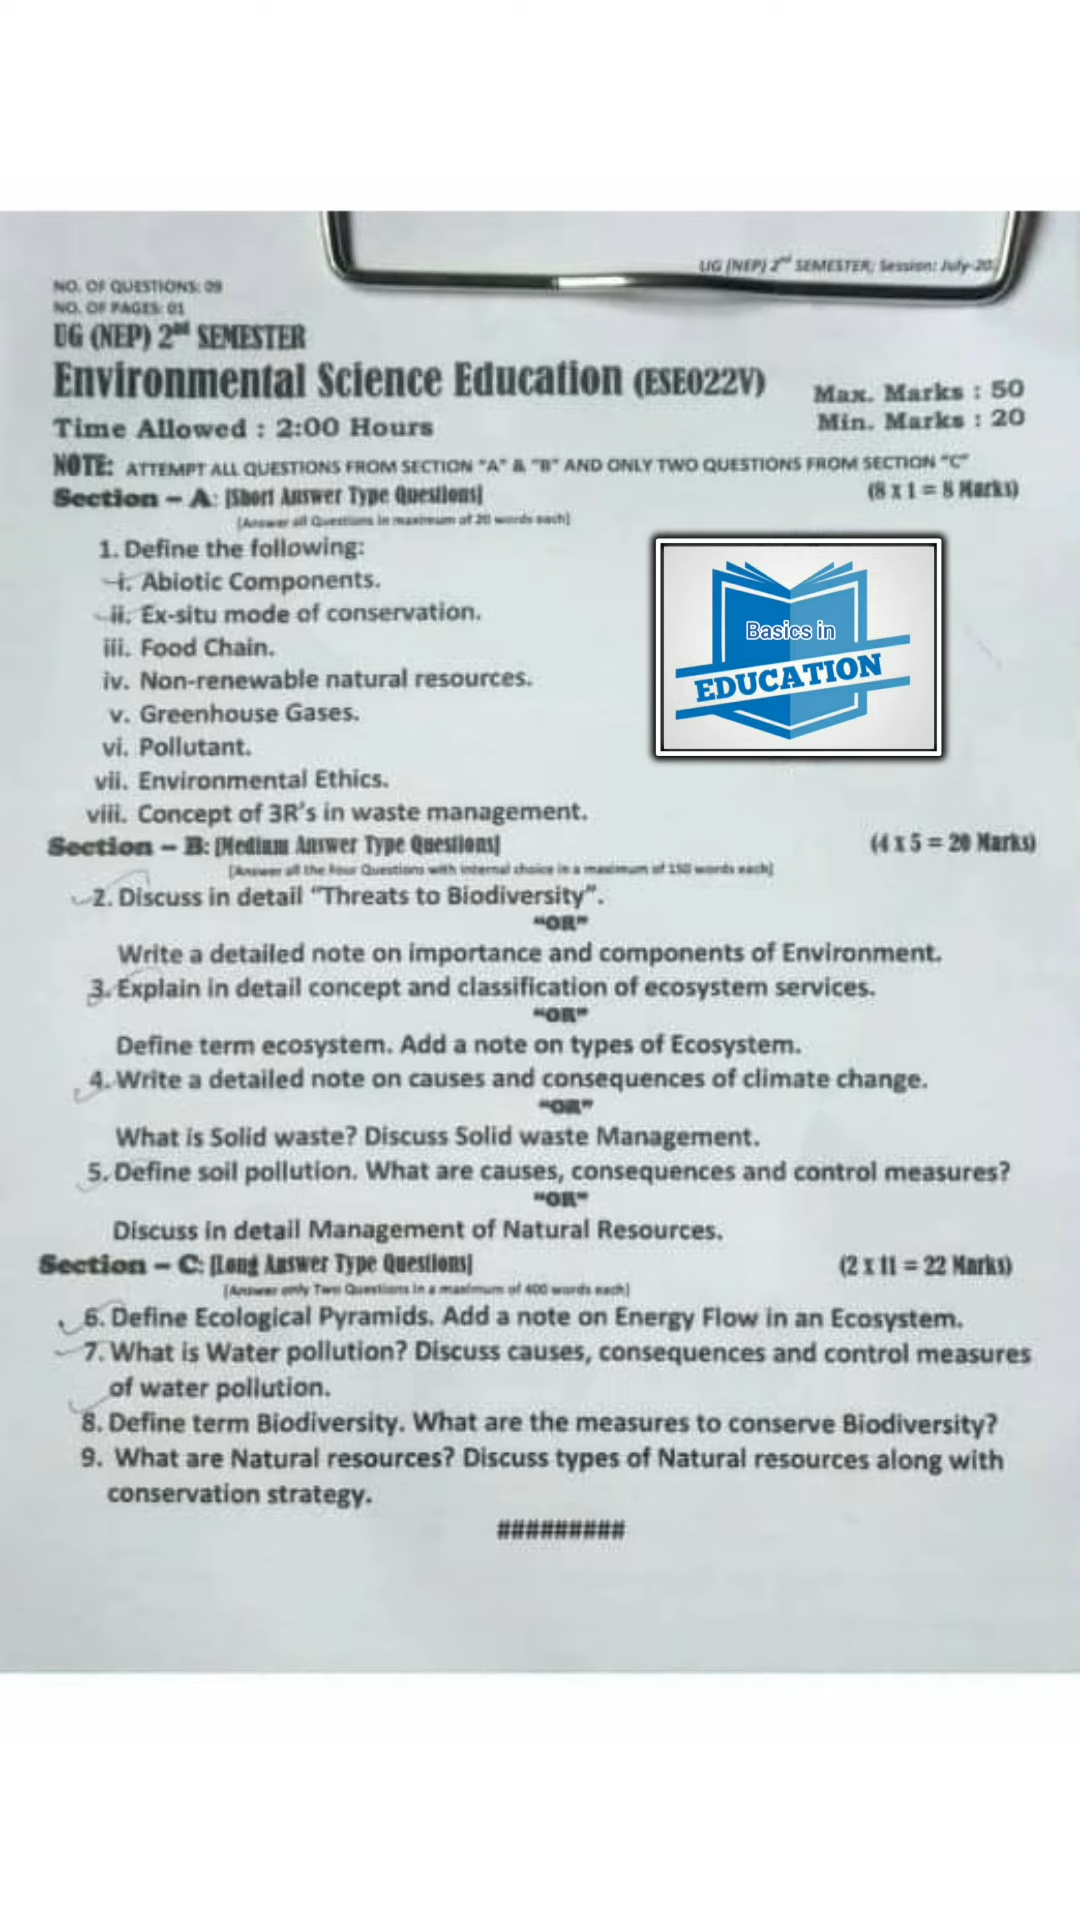 UG (NEP) 2nd SEMESTER; Session: July-20
NO. OF QUESTIONS: 09
NO. OF PAGES: 01
UG (NEP) 2nd SEMESTER
Environmental Science Education (ESE022V)
Max. Marks : 50
Time Allowed : 2:00 Hours
Min. Marks : 20
NOTE: ATTEMPT ALL QUESTIONS FROM SECTION "A" & "B" AND ONLY TWO QUESTIONS FROM SECTION "C"
Section – A: [Short Answer Type Questions] (8 x 1 = 8 Marks)
[Answer all Questions in maximum of 20 words each]
1. Define the following:
i. Abiotic Components.
ii. Ex-situ mode of conservation.
iii. Food Chain.
iv. Non-renewable natural resources.
v. Greenhouse Gases.
vi. Pollutant.
vii. Environmental Ethics.
viii. Concept of 3R's in waste management.
Basics in
EDUCATION
Section – B: [Medium Answer Type Questions] (4 x 5 = 20 Marks)
[Answer all the four Questions with internal choice in a maximum of 150 words each]
2. Discuss in detail "Threats to Biodiversity".
"OR"
Write a detailed note on importance and components of Environment.
3. Explain in detail concept and classification of ecosystem services.
"OR"
Define term ecosystem. Add a note on types of Ecosystem.
4. Write a detailed note on causes and consequences of climate change.
"OR"
What is Solid waste? Discuss Solid waste Management.
5. Define soil pollution. What are causes, consequences and control measures?
"OR"
Discuss in detail Management of Natural Resources.
Section – C: [Long Answer Type Questions] (2 x 11 = 22 Marks)
[Answer only Two Questions in a maximum of 400 words each]
6. Define Ecological Pyramids. Add a note on Energy Flow in an Ecosystem.
7. What is Water pollution? Discuss causes, consequences and control measures
of water pollution.
8. Define term Biodiversity. What are the measures to conserve Biodiversity?
9. What are Natural resources? Discuss types of Natural resources along with
conservation strategy.
#########